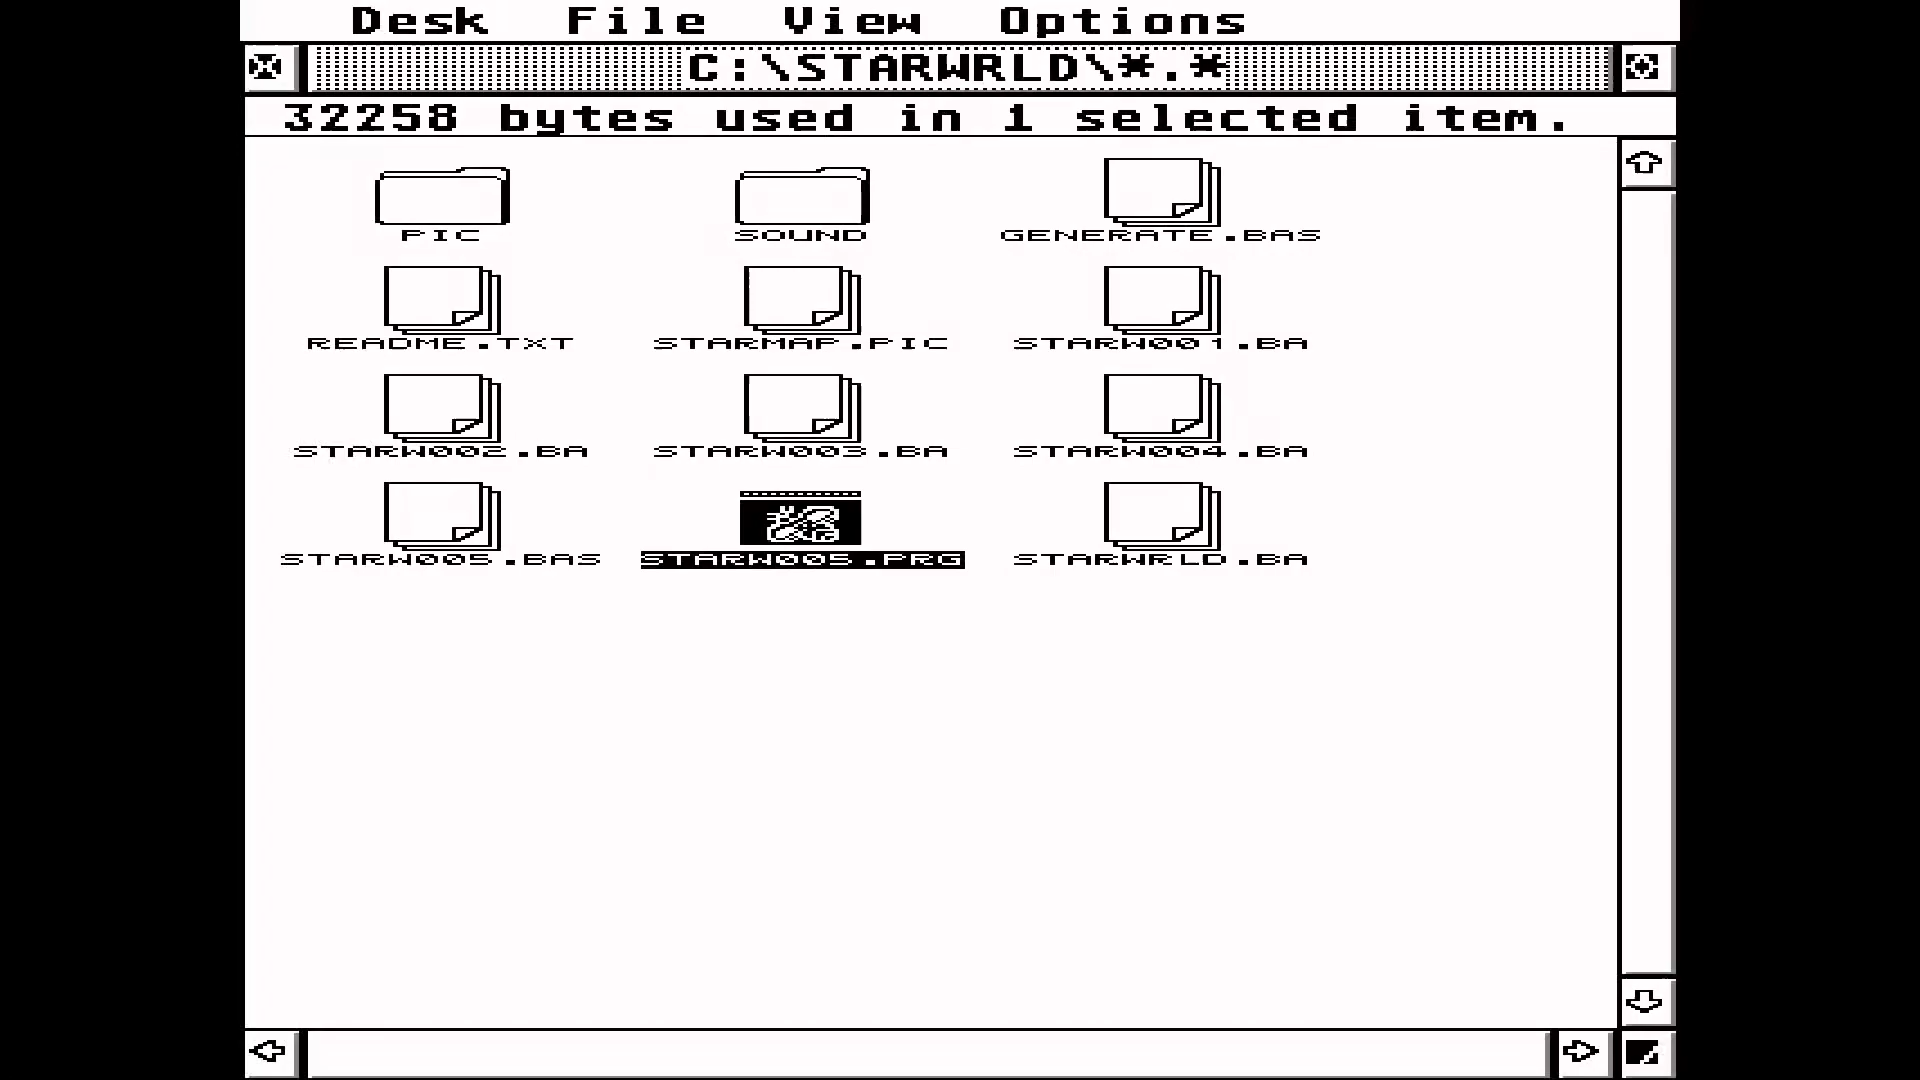 Desk File View Options
C:\STARWRLD\*.*
32258 bytes used in 1 selected item.
PIC SOUND GENERATE.BAS
README.TXT STARMAP.PIC STARW001.BA
STARW002.BA STARW003.BA STARW004.BA
STARW005.BAS STARW005.PRG STARWRLD.BA